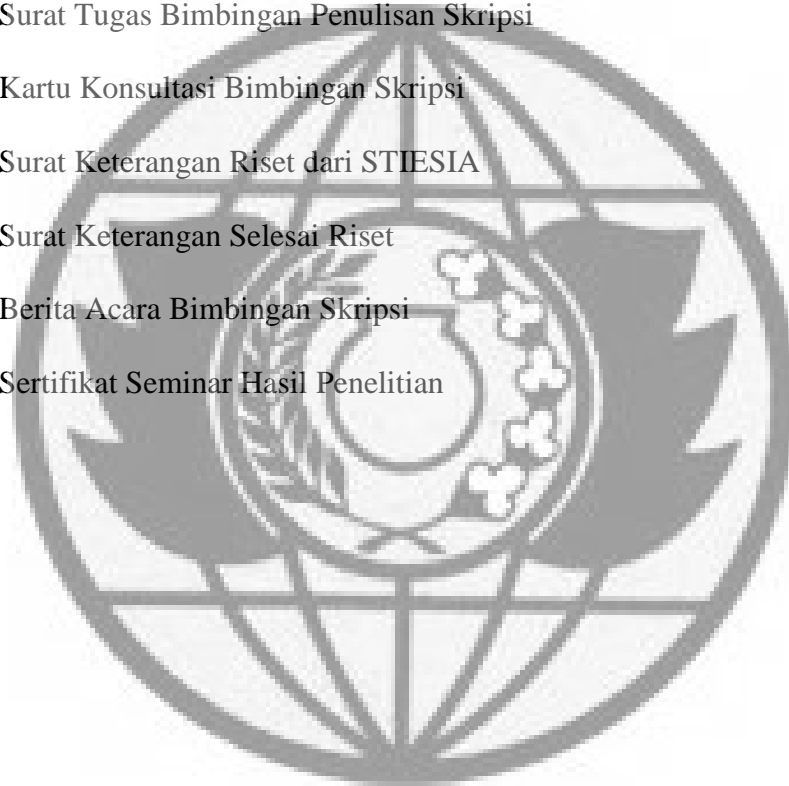 Surat Tugas Bimbingan Penulisan Skripsi
Kartu Konsultasi Bimbingan Skripsi
Surat Keterangan Riset dari STIESIA
Surat Keterangan Selesai Riset
Berita Acara Bimbingan Skripsi
Sertifikat Seminar Hasil Penelitian